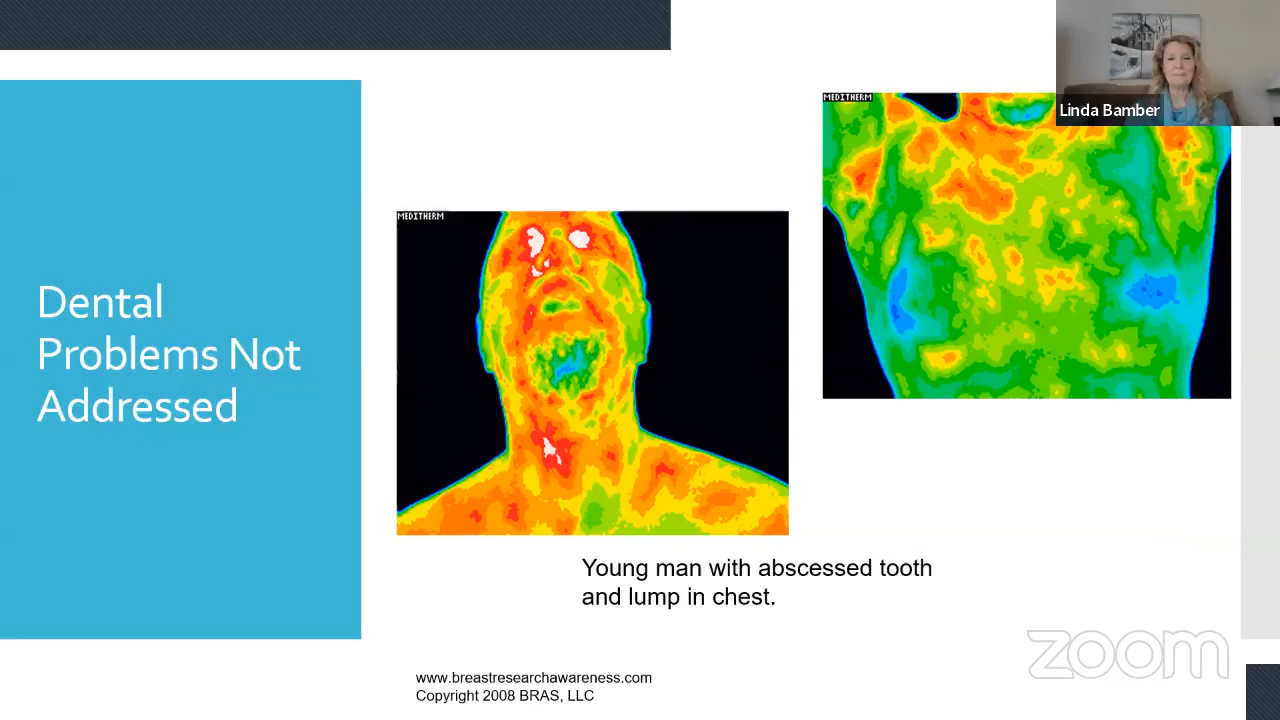 Linda Bamber
MEDITHERM
MEDITHERM
Dental
Problems Not
Addressed
Young man with abscessed tooth
and lump in chest.
zoom
www.breastresearchawareness.com
Copyright 2008 BRAS, LLC